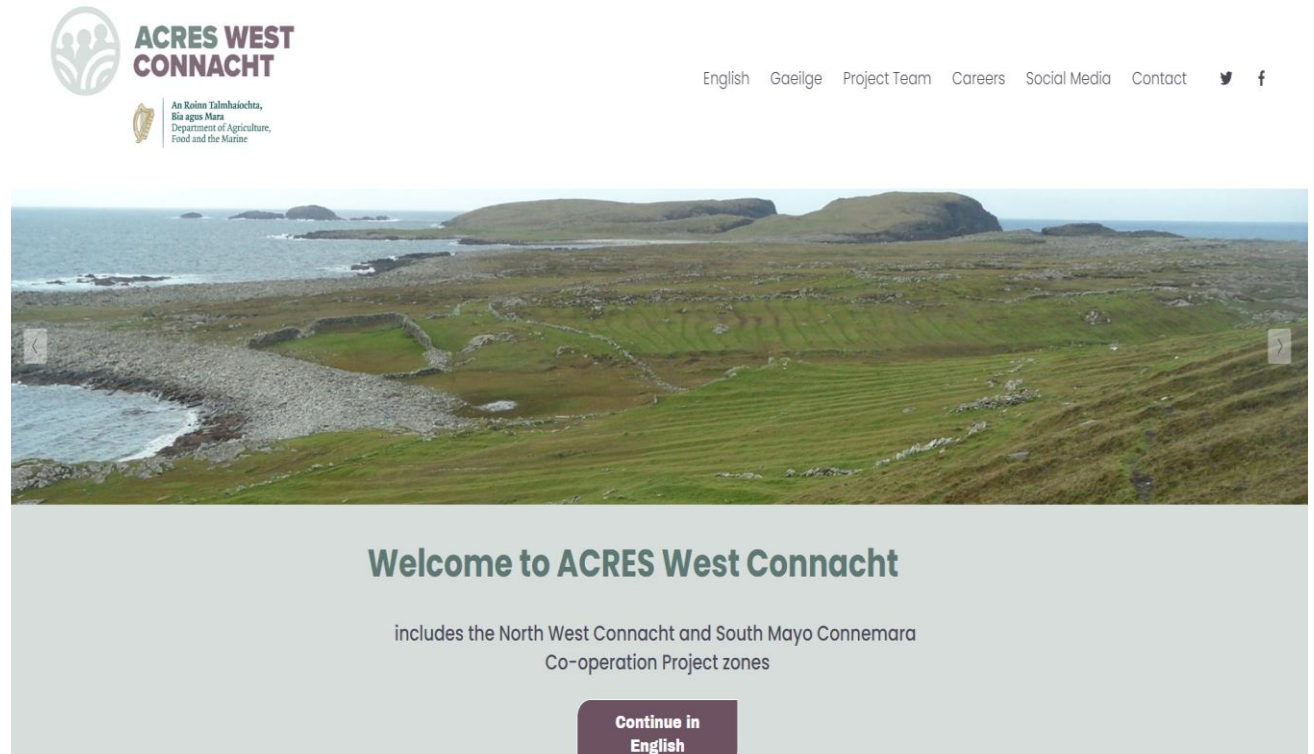 ACRES WEST
CONNACHT
An Roinn Talmhaíochta,
Bia agus Mara
Department of Agriculture,
Food and the Marine
English Gaeilge Project Team Careers Social Media Contact
Welcome to ACRES West Connacht
includes the North West Connacht and South Mayo Connemara
Co-operation Project zones
Continue in
English